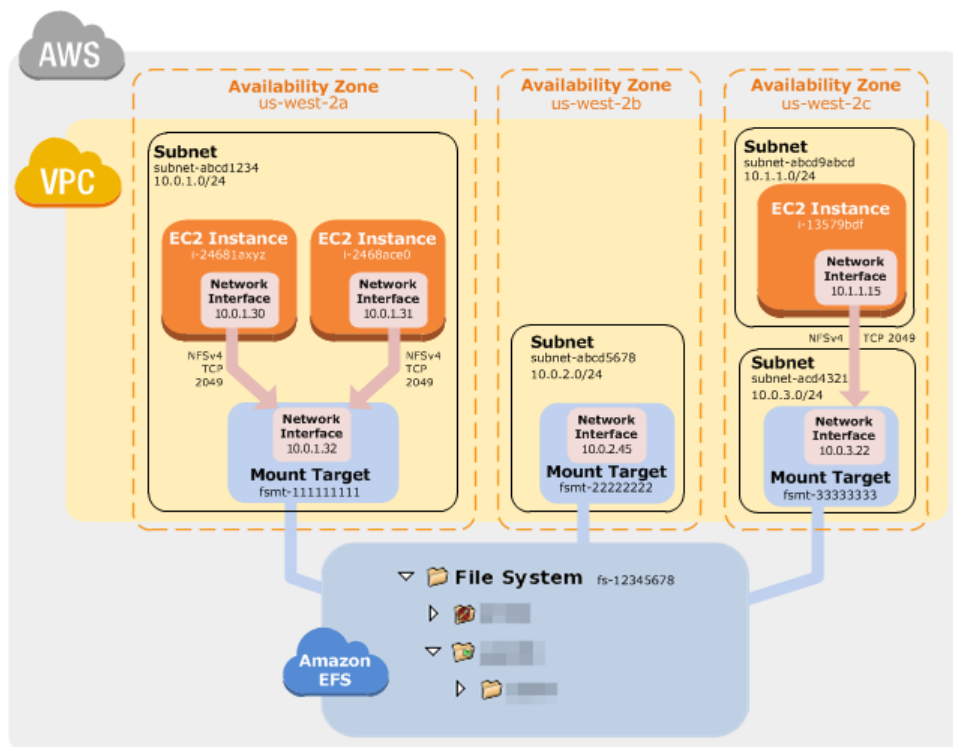 AWS
Availability Zone
us-west-2a
Availability Zone
us-west-2b
Availability Zone
us-west-2c
VPC
Subnet
subnet-abcd1234
10.0.1.0/24
EC2 Instance
i-24681axyz
Network
Interface
10.0.1.30
EC2 Instance
i-2468ace0
Network
Interface
10.0.1.31
NFSv4
TCP
2049
NFSv4
TCP
2049
Network
Interface
10.0.1.32
Mount Target
fsmt-111111111
Subnet
subnet-abcd5678
10.0.2.0/24
Network
Interface
10.0.2.45
Mount Target
fsmt-22222222
Subnet
subnet-abcd9abcd
10.1.1.0/24
EC2 Instance
i-13579bdf
Network
Interface
10.1.1.15
NFSv4 TCP 2049
Subnet
subnet-acd4321
10.0.3.0/24
Network
Interface
10.0.3.22
Mount Target
fsmt-33333333
File System fs-12345678
Amazon
EFS